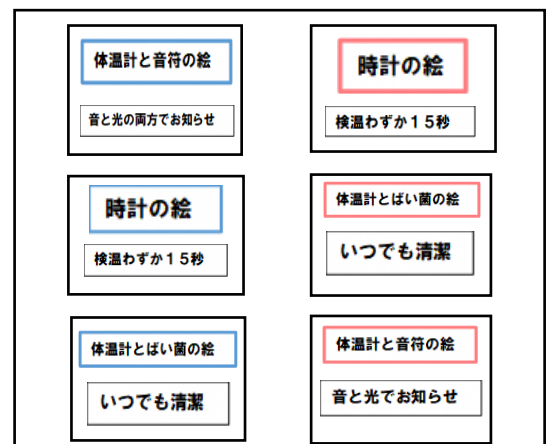 体温計と音符の絵
音と光の両方でお知らせ
時計の絵
検温わずか１５秒
時計の絵
検温わずか１５秒
体温計とばい菌の絵
いつでも清潔
体温計とばい菌の絵
いつでも清潔
体温計と音符の絵
音と光でお知らせ